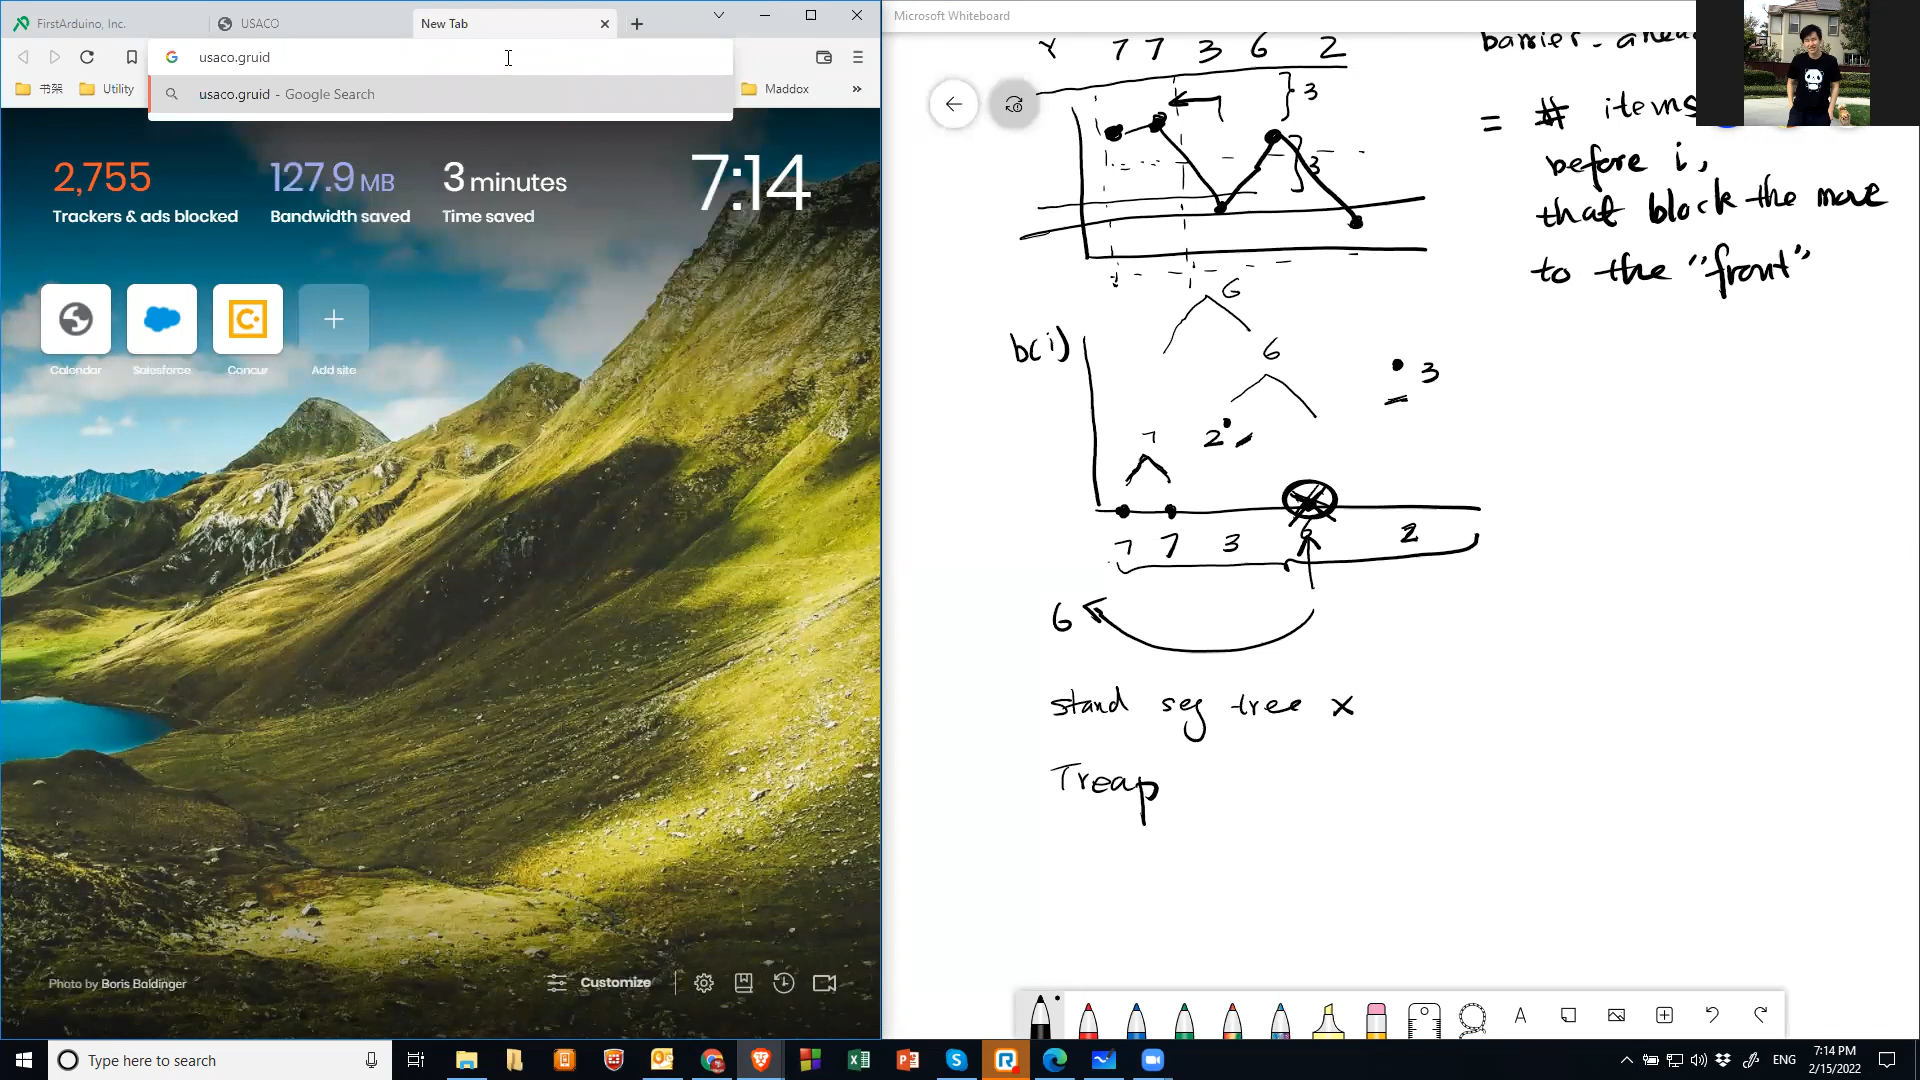 FirstArduino, Inc.
USACO
New Tab
usaco.gruid
usaco.gruid - Google Search
书架
Utility
Maddox
2,755
Trackers & ads blocked
127.9 MB
Bandwidth saved
3 minutes
Time saved
7:14
Calendar
Salesforce
Concur
Add site
Photo by Boris Baldinger
Customize
Microsoft Whiteboard
Y 7 7 3 6 2
3
3
= # items
before i,
that block the move
to the "front"
6
b(i)
6
3
7
2
7 7 3 6 2
6
stand seg tree x
Treap
Type here to search
ENG
7:14 PM
2/15/2022